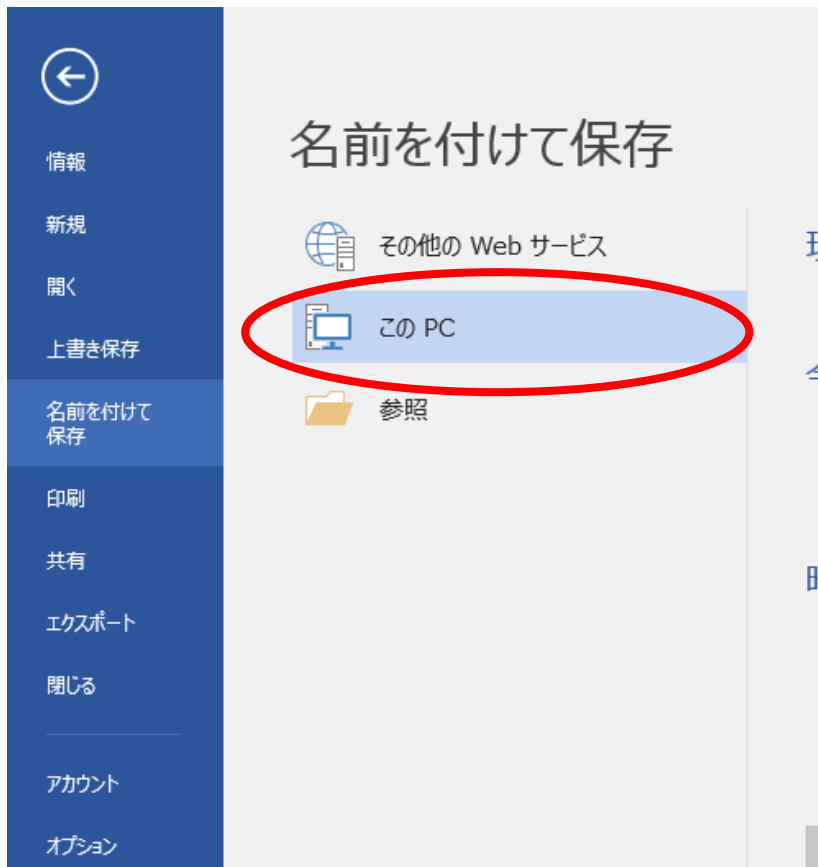 情報
新規
開く
上書き保存
名前を付けて
保存
印刷
共有
エクスポート
閉じる
アカウント
オプション
名前を付けて保存
その他の Web サービス
この PC
参照